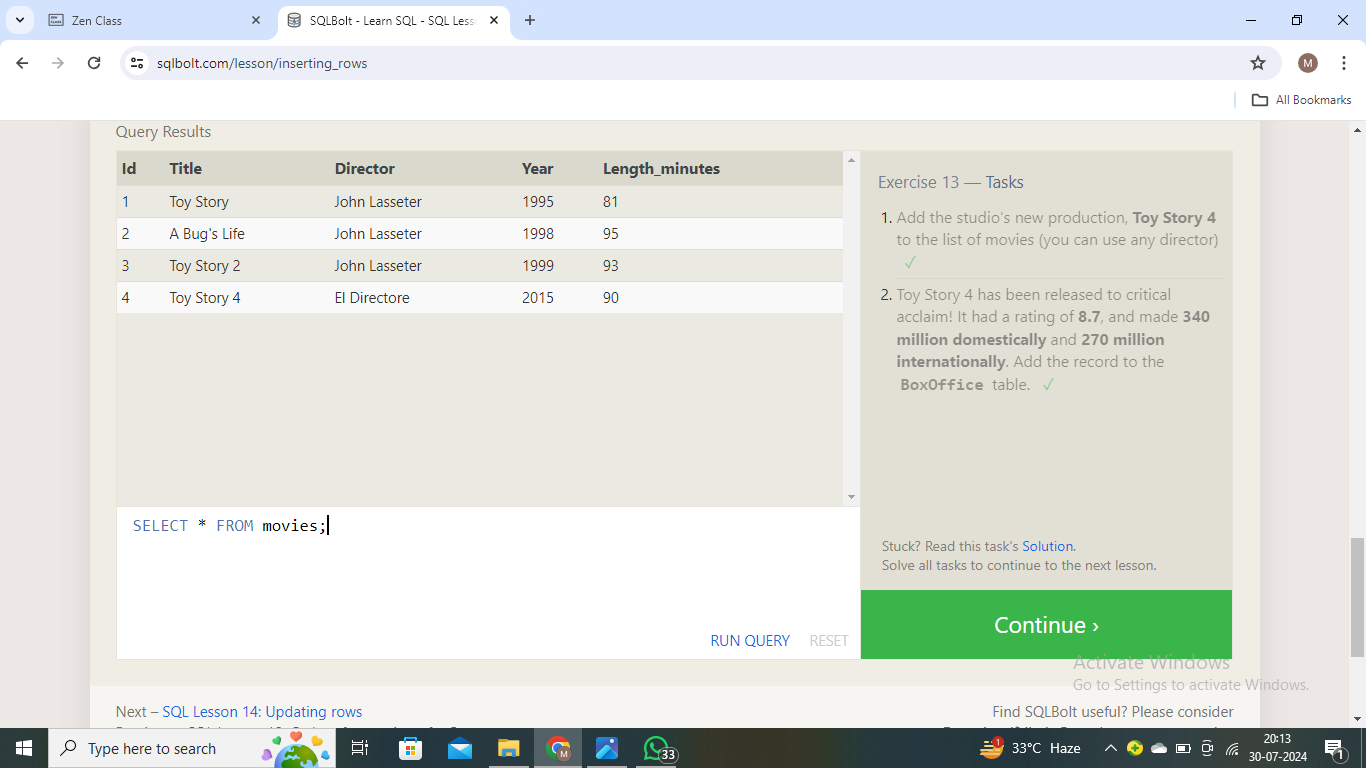 Zen Class
SQLBolt - Learn SQL - SQL Less
sqlbolt.com/lesson/inserting_rows
M
All Bookmarks
Query Results
Id Title Director Year Length_minutes
1 Toy Story John Lasseter 1995 81
2 A Bug's Life John Lasseter 1998 95
3 Toy Story 2 John Lasseter 1999 93
4 Toy Story 4 El Directore 2015 90
Exercise 13 — Tasks
1. Add the studio's new production, Toy Story 4
to the list of movies (you can use any director)
✓
2. Toy Story 4 has been released to critical
acclaim! It had a rating of 8.7, and made 340
million domestically and 270 million
internationally. Add the record to the
BoxOffice table. ✓
SELECT * FROM movies;
RUN QUERY RESET
Stuck? Read this task's Solution.
Solve all tasks to continue to the next lesson.
Continue ›
Activate Windows
Go to Settings to activate Windows.
Next – SQL Lesson 14: Updating rows
Find SQLBolt useful? Please consider
Type here to search
M
33
1
33°C Haze
20:13
30-07-2024
1